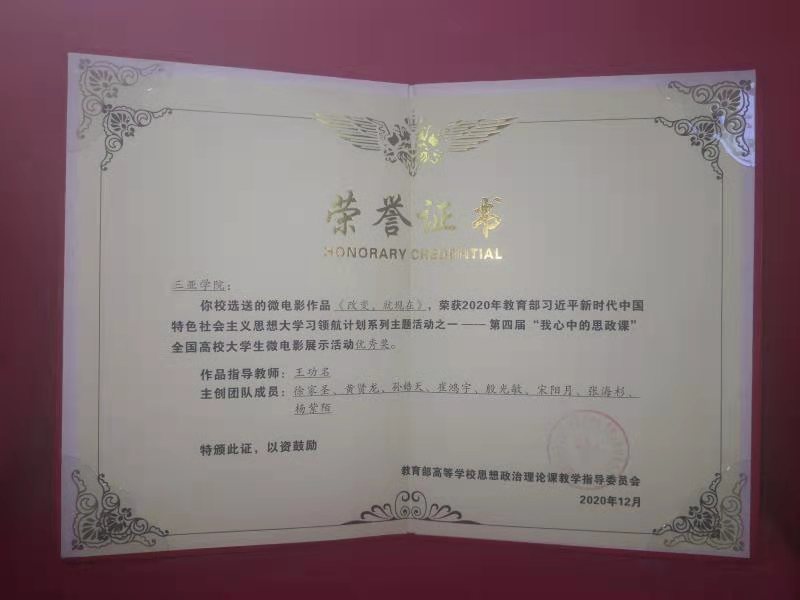 荣誉证书
HONORARY CREDENTIAL
三亚学院：
你校选送的微电影作品《改变，就现在》，荣获2020年教育部习近平新时代中国
特色社会主义思想大学习领航计划系列主题活动之一——第四届“我心中的思政课”
全国高校大学生微电影展示活动优秀奖。
作品指导教师：王功名
主创团队成员：徐家圣、黄贤龙、孙皓天、崔鸿宇、殷光敏、宋阳月、张海杉、
杨紫陌
特颁此证，以资鼓励
教育部高等学校思想政治理论课教学指导委员会
2020年12月